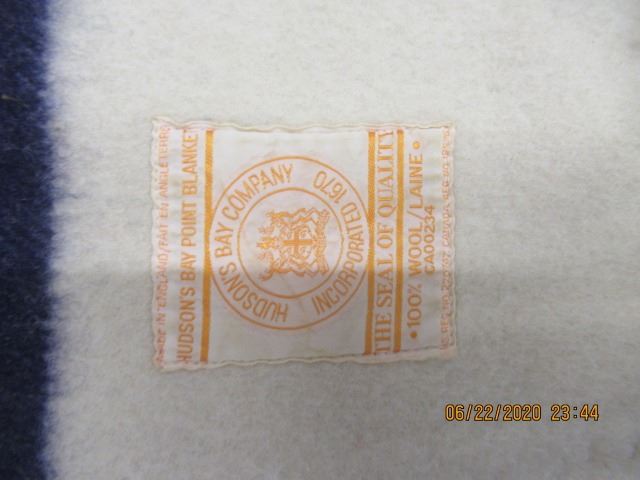 MADE IN ENGLAND/FAIT EN ANGLETERRE
HUDSON'S BAY POINT BLANKET
HUDSON'S BAY COMPANY
INCORPORATED 1670
THE SEAL OF QUALITY
•100% WOOL/LAINE•
CA00234
06/22/2020 23:44